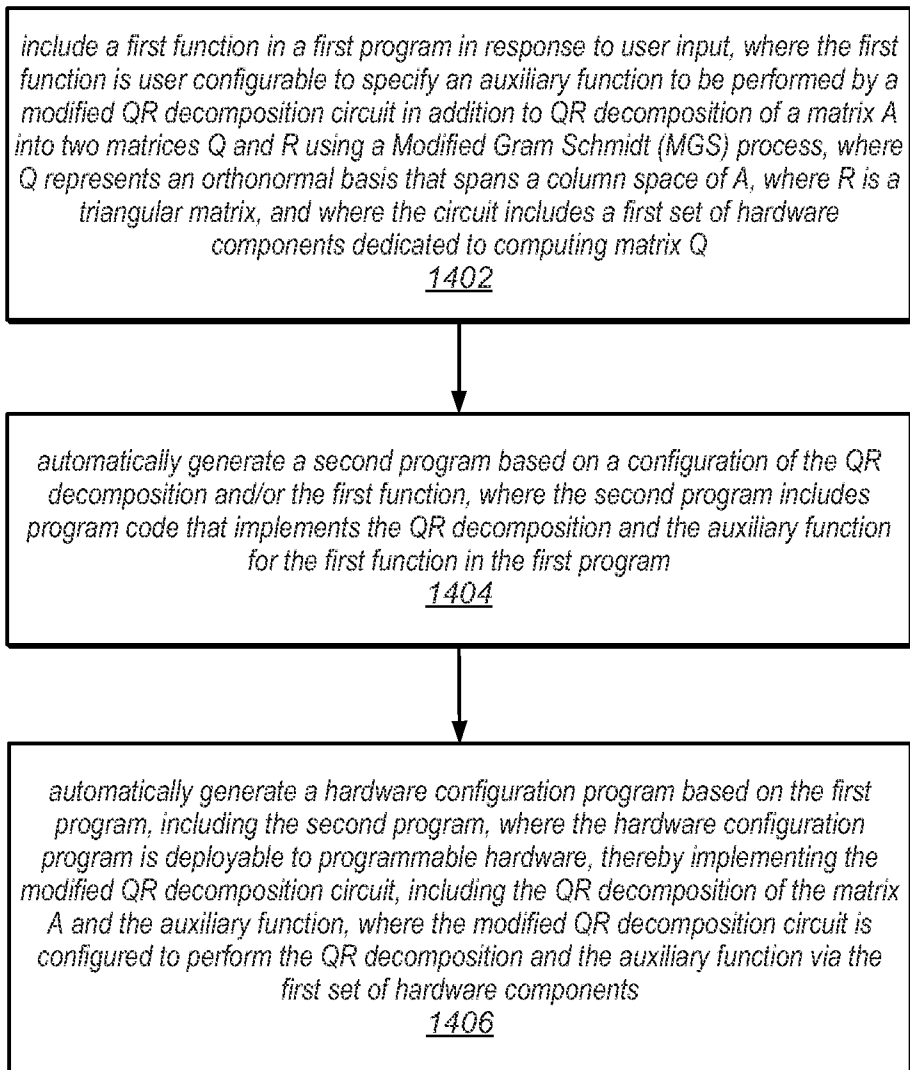 include a first function in a first program in response to user input, where the first
function is user configurable to specify an auxiliary function to be performed by a
modified QR decomposition circuit in addition to QR decomposition of a matrix A
into two matrices Q and R using a Modified Gram Schmidt (MGS) process, where
Q represents an orthonormal basis that spans a column space of A, where R is a
triangular matrix, and where the circuit includes a first set of hardware
components dedicated to computing matrix Q
1402
automatically generate a second program based on a configuration of the QR
decomposition and/or the first function, where the second program includes
program code that implements the QR decomposition and the auxiliary function
for the first function in the first program
1404
automatically generate a hardware configuration program based on the first
program, including the second program, where the hardware configuration
program is deployable to programmable hardware, thereby implementing the
modified QR decomposition circuit, including the QR decomposition of the matrix
A and the auxiliary function, where the modified QR decomposition circuit is
configured to perform the QR decomposition and the auxiliary function via the
first set of hardware components
1406